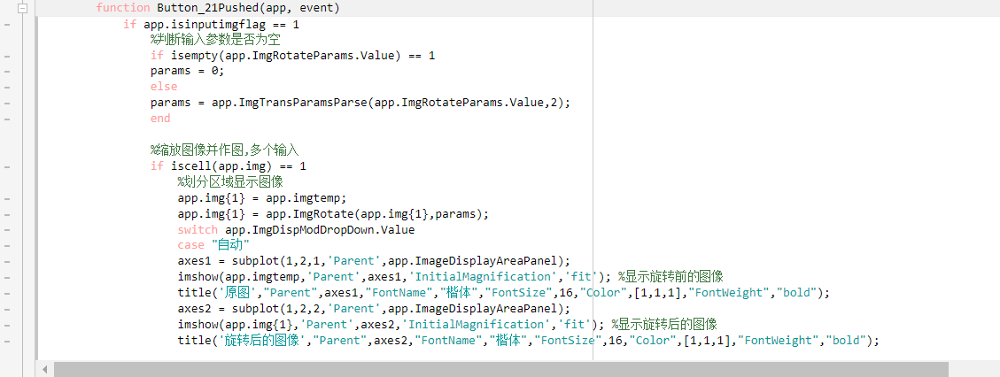 function Button_21Pushed(app, event)
if app.isinputimgflag == 1
%判断输入参数是否为空
if isempty(app.ImgRotateParams.Value) == 1
params = 0;
else
params = app.ImgTransParamsParse(app.ImgRotateParams.Value,2);
end
%缩放图像并作图,多个输入
if iscell(app.img) == 1
%划分区域显示图像
app.img{1} = app.imgtemp;
app.img{1} = app.ImgRotate(app.img{1},params);
switch app.ImgDispModDropDown.Value
case "自动"
axes1 = subplot(1,2,1,'Parent',app.ImageDisplayAreaPanel);
imshow(app.imgtemp,'Parent',axes1,'InitialMagnification','fit'); %显示旋转前的图像
title('原图',"Parent",axes1,"FontName","楷体","FontSize",16,"Color",[1,1,1],"FontWeight","bold");
axes2 = subplot(1,2,2,'Parent',app.ImageDisplayAreaPanel);
imshow(app.img{1},'Parent',axes2,'InitialMagnification','fit'); %显示旋转后的图像
title('旋转后的图像',"Parent",axes2,"FontName","楷体","FontSize",16,"Color",[1,1,1],"FontWeight","bold");